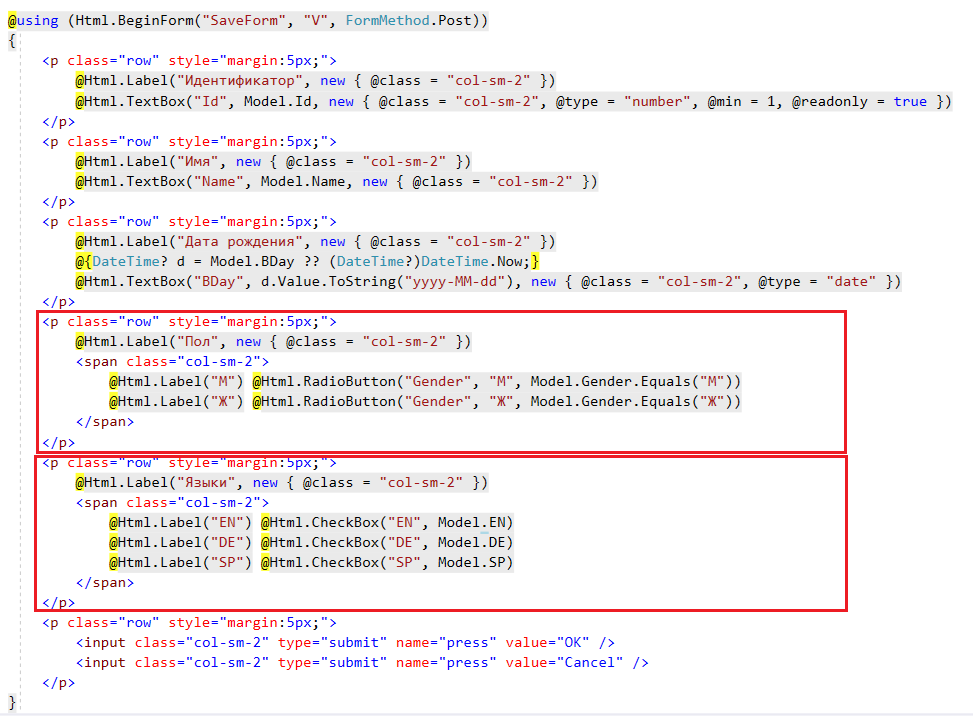 @using (Html.BeginForm("SaveForm", "V", FormMethod.Post))
{
<p class="row" style="margin:5px;">
@Html.Label("Идентификатор", new { @class = "col-sm-2" })
@Html.TextBox("Id", Model.Id, new { @class = "col-sm-2", @type = "number", @min = 1, @readonly = true })
</p>
<p class="row" style="margin:5px;">
@Html.Label("Имя", new { @class = "col-sm-2" })
@Html.TextBox("Name", Model.Name, new { @class = "col-sm-2" })
</p>
<p class="row" style="margin:5px;">
@Html.Label("Дата рождения", new { @class = "col-sm-2" })
@{DateTime? d = Model.BDay ?? (DateTime?)DateTime.Now;}
@Html.TextBox("BDay", d.Value.ToString("yyyy-MM-dd"), new { @class = "col-sm-2", @type = "date" })
</p>
<p class="row" style="margin:5px;">
@Html.Label("Пол", new { @class = "col-sm-2" })
<span class="col-sm-2">
@Html.Label("М") @Html.RadioButton("Gender", "М", Model.Gender.Equals("М"))
@Html.Label("Ж") @Html.RadioButton("Gender", "Ж", Model.Gender.Equals("Ж"))
</span>
</p>
<p class="row" style="margin:5px;">
@Html.Label("Языки", new { @class = "col-sm-2" })
<span class="col-sm-2">
@Html.Label("EN") @Html.CheckBox("EN", Model.EN)
@Html.Label("DE") @Html.CheckBox("DE", Model.DE)
@Html.Label("SP") @Html.CheckBox("SP", Model.SP)
</span>
</p>
<p class="row" style="margin:5px;">
<input class="col-sm-2" type="submit" name="press" value="OK" />
<input class="col-sm-2" type="submit" name="press" value="Cancel" />
</p>
}